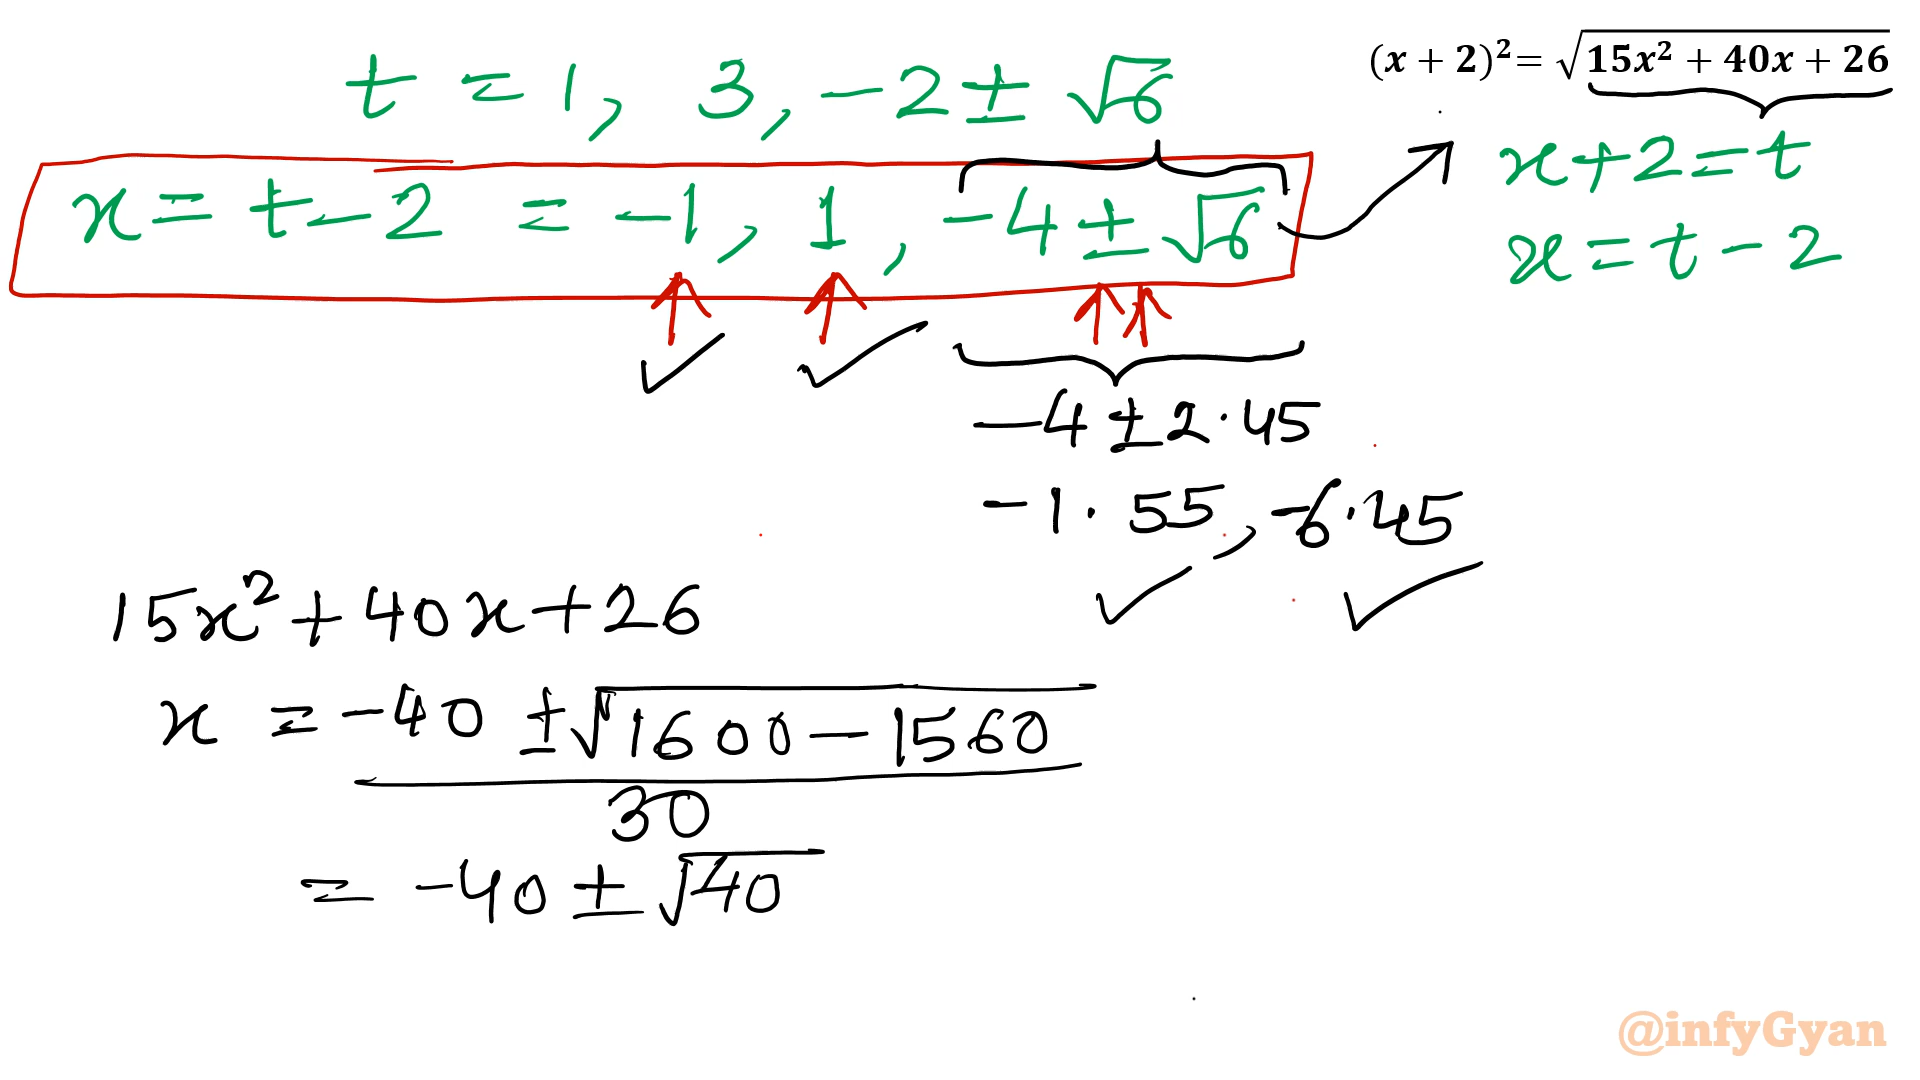 (x + 2)² = √(15x² + 40x + 26)
t = 1, 3, -2 ± √6
x + 2 = t
x = t - 2 = -1, 1, -4 ± √6
x = t - 2
-4 ± 2.45
-1.55, -6.45
15x² + 40x + 26
x = -40 ± √1600 - 1560
30
= -40 ± √40
@infyGyan